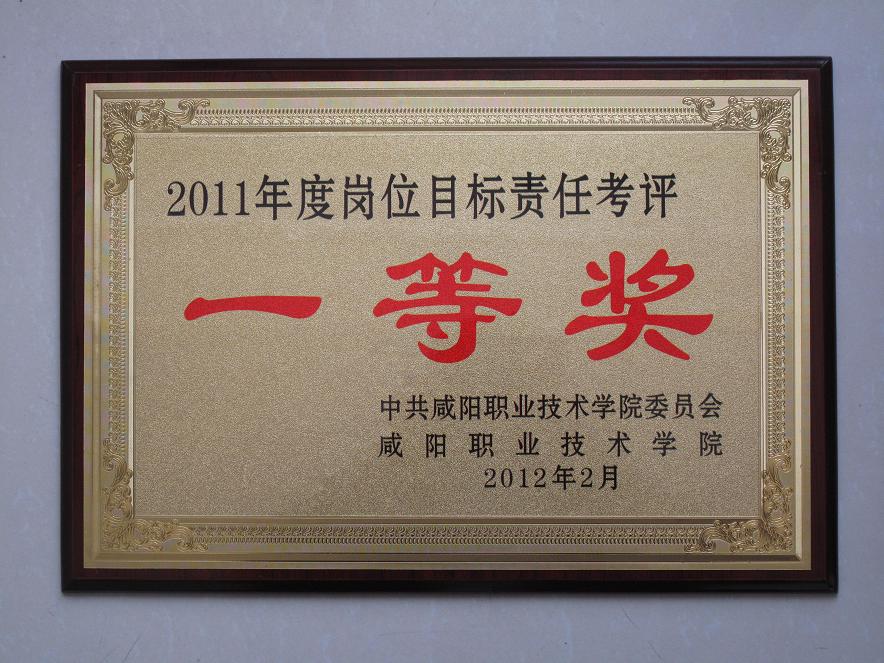 2011年度岗位目标责任考评
一等奖
中共咸阳职业技术学院委员会
咸阳职业技术学院
2012年2月